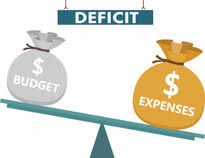 DEFICIT
$
BUDGET
$
EXPENSES